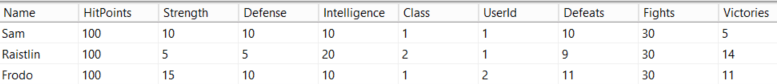 Name HitPoints Strength Defense Intelligence Class UserId Defeats Fights Victories
Sam 100 10 10 10 1 1 10 30 5
Raistlin 100 5 5 20 2 1 9 30 14
Frodo 100 15 10 10 1 2 11 30 11